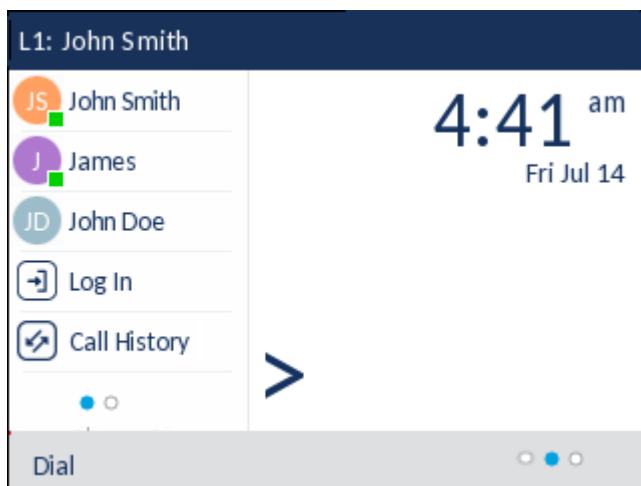 L1: John Smith
JS John Smith
J James
JD John Doe
Log In
Call History
4:41 am
Fri Jul 14
>
Dial